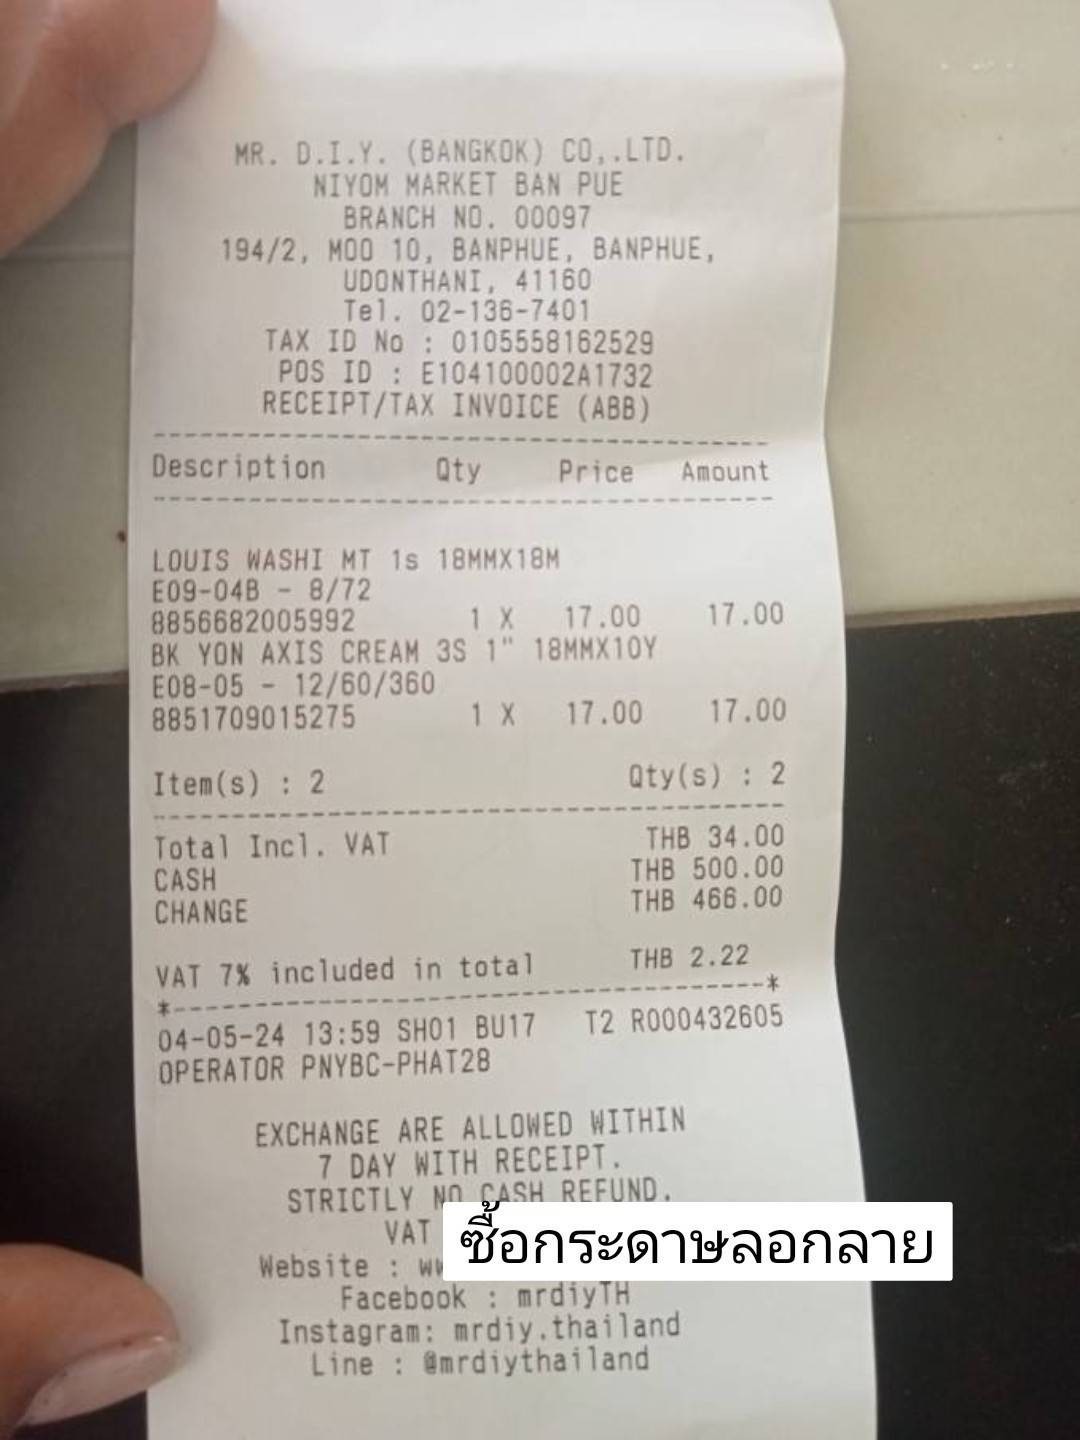 MR. D.I.Y. (BANGKOK) CO,.LTD.
NIYOM MARKET BAN PUE
BRANCH NO. 00097
194/2, MOO 10, BANPHUE, BANPHUE,
UDONTHANI, 41160
Tel. 02-136-7401
TAX ID No : 0105558162529
POS ID : E104100002A1732
RECEIPT/TAX INVOICE (ABB)
Description Qty Price Amount
LOUIS WASHI MT 1s 18MMX18M
E09-04B - 8/72
8856682005992 1 X 17.00 17.00
BK YON AXIS CREAM 3S 1" 18MMX10Y
E08-05 - 12/60/360
8851709015275 1 X 17.00 17.00
Item(s) : 2 Qty(s) : 2
Total Incl. VAT THB 34.00
CASH THB 500.00
CHANGE THB 466.00
VAT 7% included in total THB 2.22
*--------------------------------------*
04-05-24 13:59 SH01 BU17 T2 R000432605
OPERATOR PNYBC-PHAT28
EXCHANGE ARE ALLOWED WITHIN
7 DAY WITH RECEIPT.
STRICTLY NO CASH REFUND.
VAT
ซื้อกระดาษลอกลาย
Website :
Facebook : mrdiyTH
Instagram: mrdiy.thailand
Line : @mrdiythailand